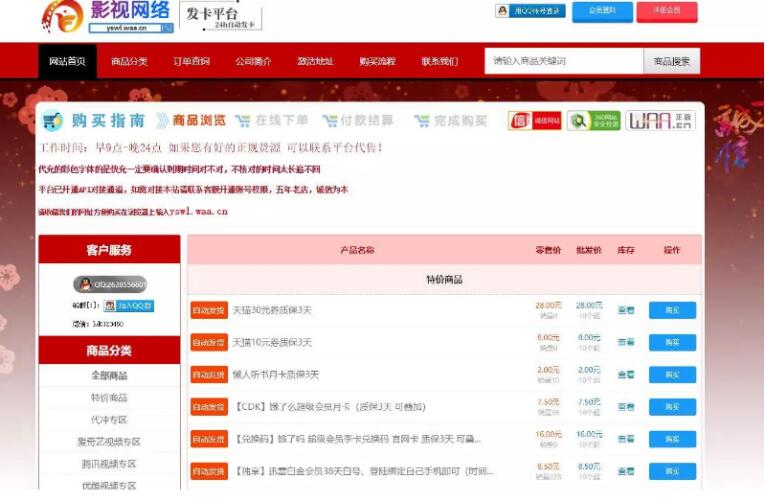 影视网络
yswl.waa.cn
发卡平台
24h自动发卡
用QQ帐号登录
会员登陆
注册会员
网站首页 商品分类 订单查询 公司简介 激活地址 购买流程 联系我们 请输入商品关键词 商品搜索
购买指南 商品浏览 在线下单 付款结算 完成购买
诚信网站
360网站
安全检测
WAA.cn 正版
诚信
工作时间：早9点-晚24点 如果您有好的正规货源 可以联系平台代售！
代充的彩色字体的是快充一定要确认到期时间对不对，不核对的时间太长追不回
平台已开通API对接通道，如需对接本站请联系客服开通账号权限，五年老店，诚信为本
请收藏我们的网址方便购买在浏览器上输入yswl.waa.cn
客户服务
QQ:2628556601
QQ群[1]： 加入QQ群
商品分类
全部商品
特价商品
代冲专区
爱奇艺视频专区
腾讯视频专区
优酷视频专区
产品名称 零售价 批发价 库存 操作
特价商品
自动发货 天猫30元券质保3天 28.00元 28.00元 查看 购买
销量0 10个起
自动发货 天猫10元券质保3天 8.00元 8.00元 查看 购买
销量0 10个起
自动发货 懒人听书月卡质保3天 2.00元 2.00元 查看 购买
销量10 10个起
自动发货 【CDK】饿了么超级会员月卡（质保3天 可叠加） 7.50元 7.50元 查看 购买
10个起
自动发货 【兑换码】饿了吗 超级会员季卡兑换码 官网卡 质保3天 可叠... 16.00元 16.00元 查看 购买
10个起
自动发货 【独享】迅雷白金会员38天白号、登陆绑定自己手机即可（时间... 8.50元 8.50元 查看 购买
销量228 10个起